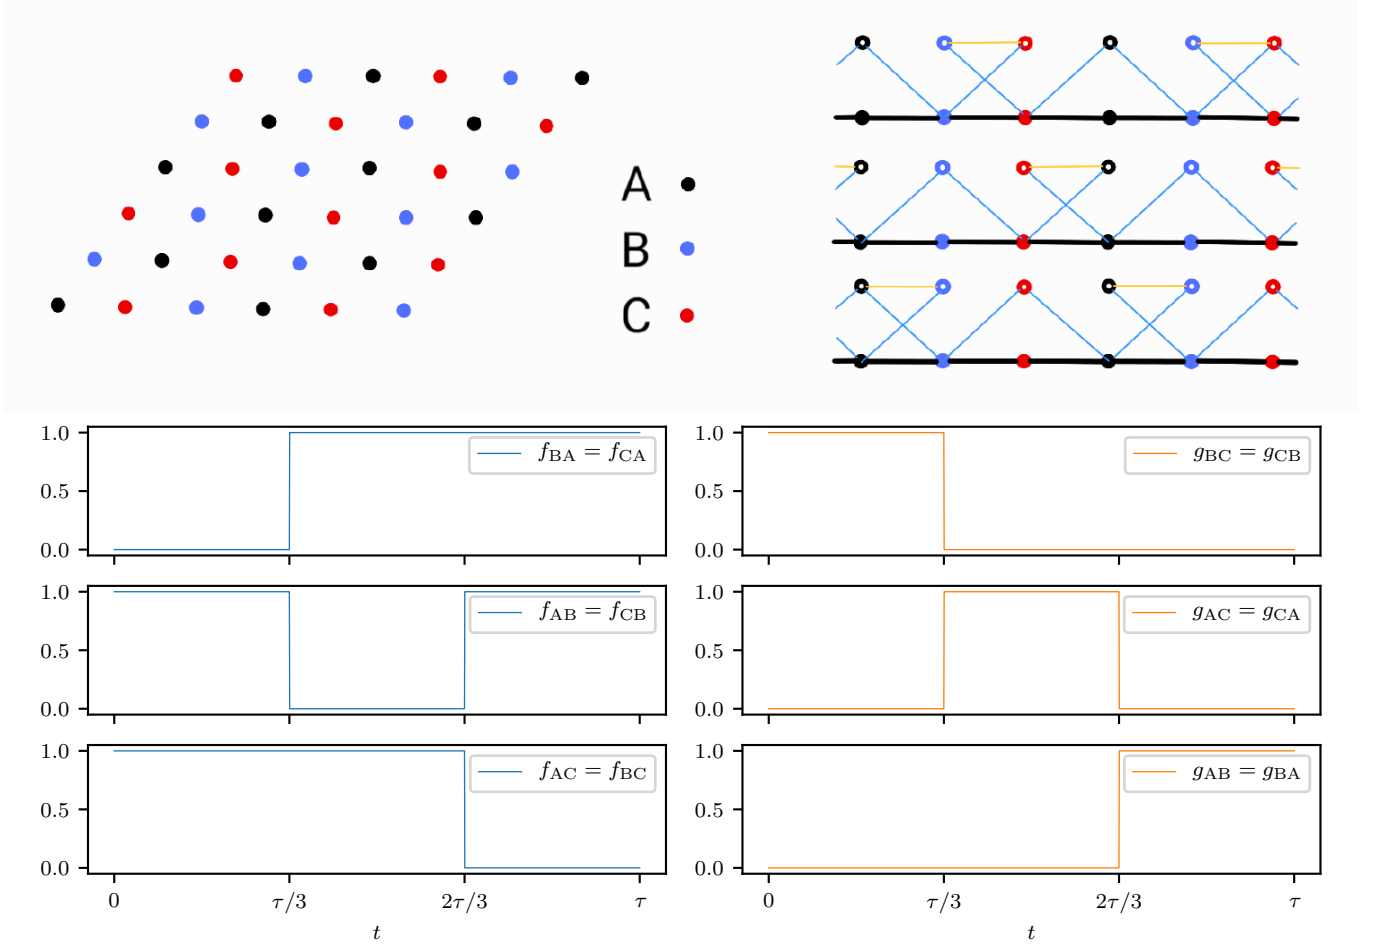 A
B
C
1.0
0.5
0.0
f_BA = f_CA
1.0
0.5
0.0
g_BC = g_CB
1.0
0.5
0.0
f_AB = f_CB
1.0
0.5
0.0
g_AC = g_CA
1.0
0.5
0.0
f_AC = f_BC
0 τ/3 2τ/3 τ
t
1.0
0.5
0.0
g_AB = g_BA
0 τ/3 2τ/3 τ
t